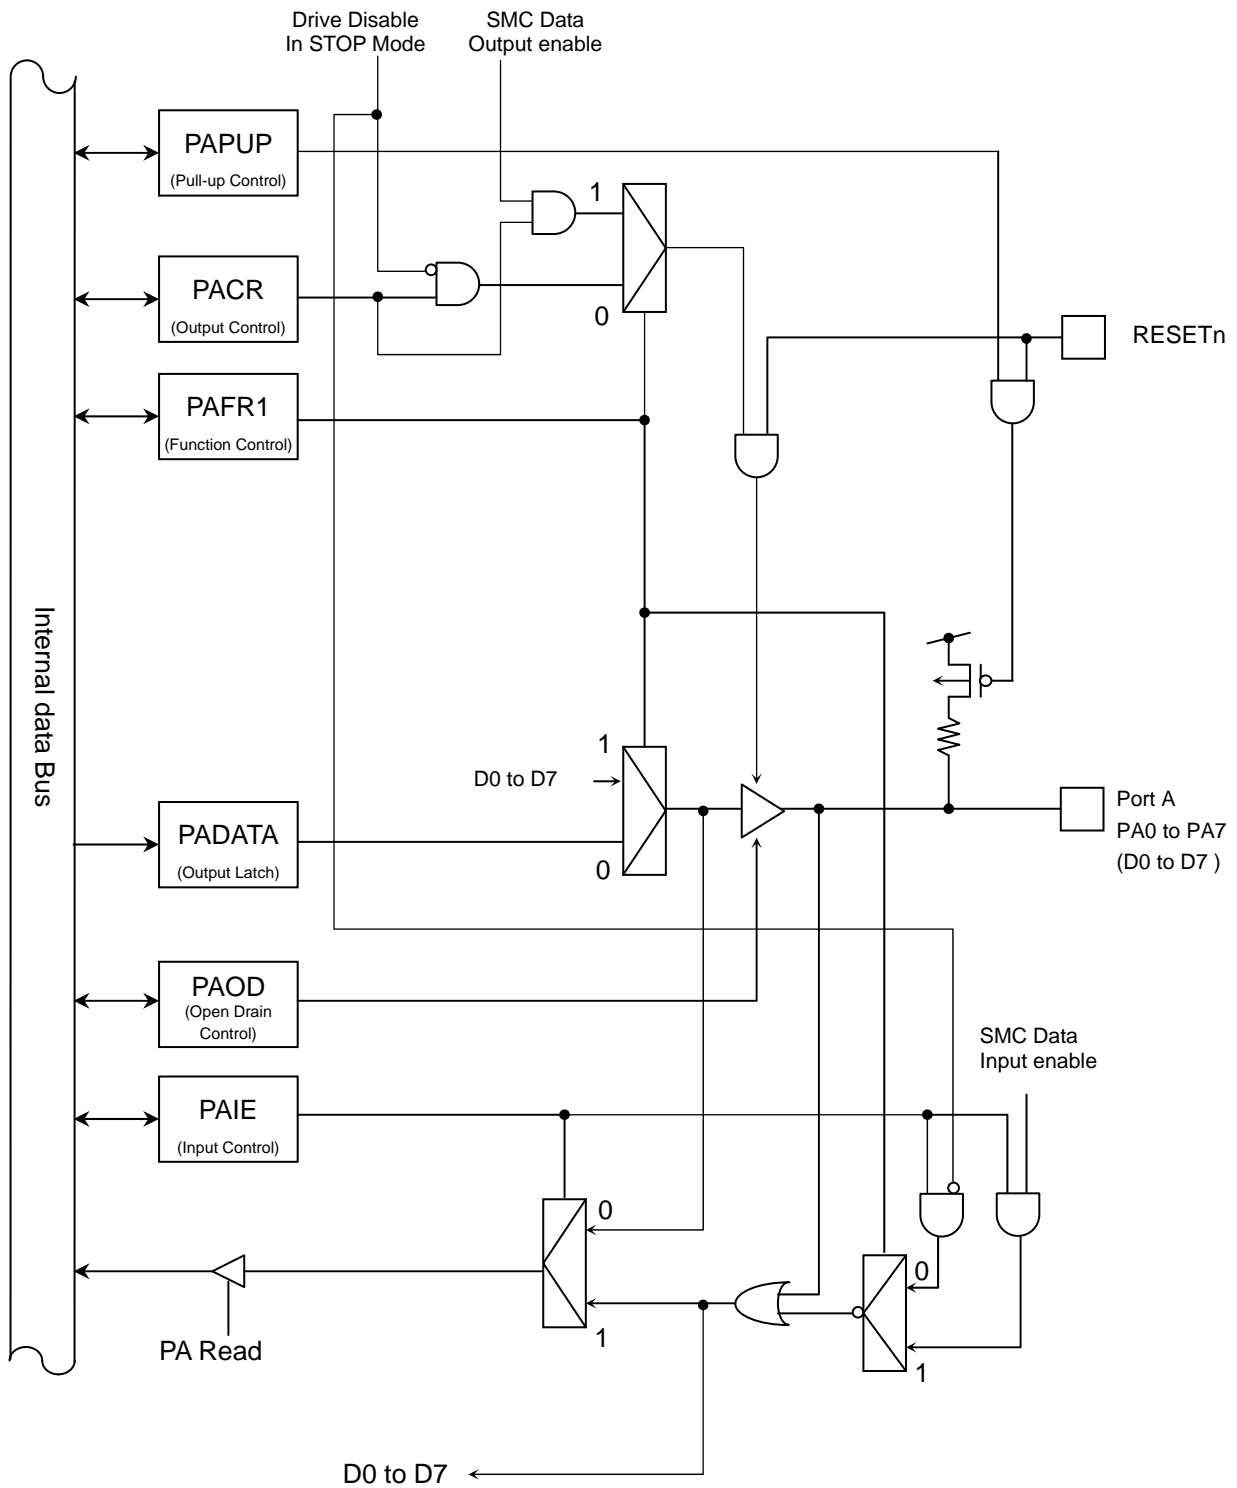 Drive Disable
In STOP Mode
SMC Data
Output enable
PAPUP
(Pull-up Control)
1
PACR
(Output Control)
0
RESETn
PAFR1
(Function Control)
Internal data Bus
1
D0 to D7
PADATA
(Output Latch)
0
Port A
PA0 to PA7
(D0 to D7 )
PAOD
(Open Drain
Control)
SMC Data
Input enable
PAIE
(Input Control)
0
0
1
1
PA Read
D0 to D7